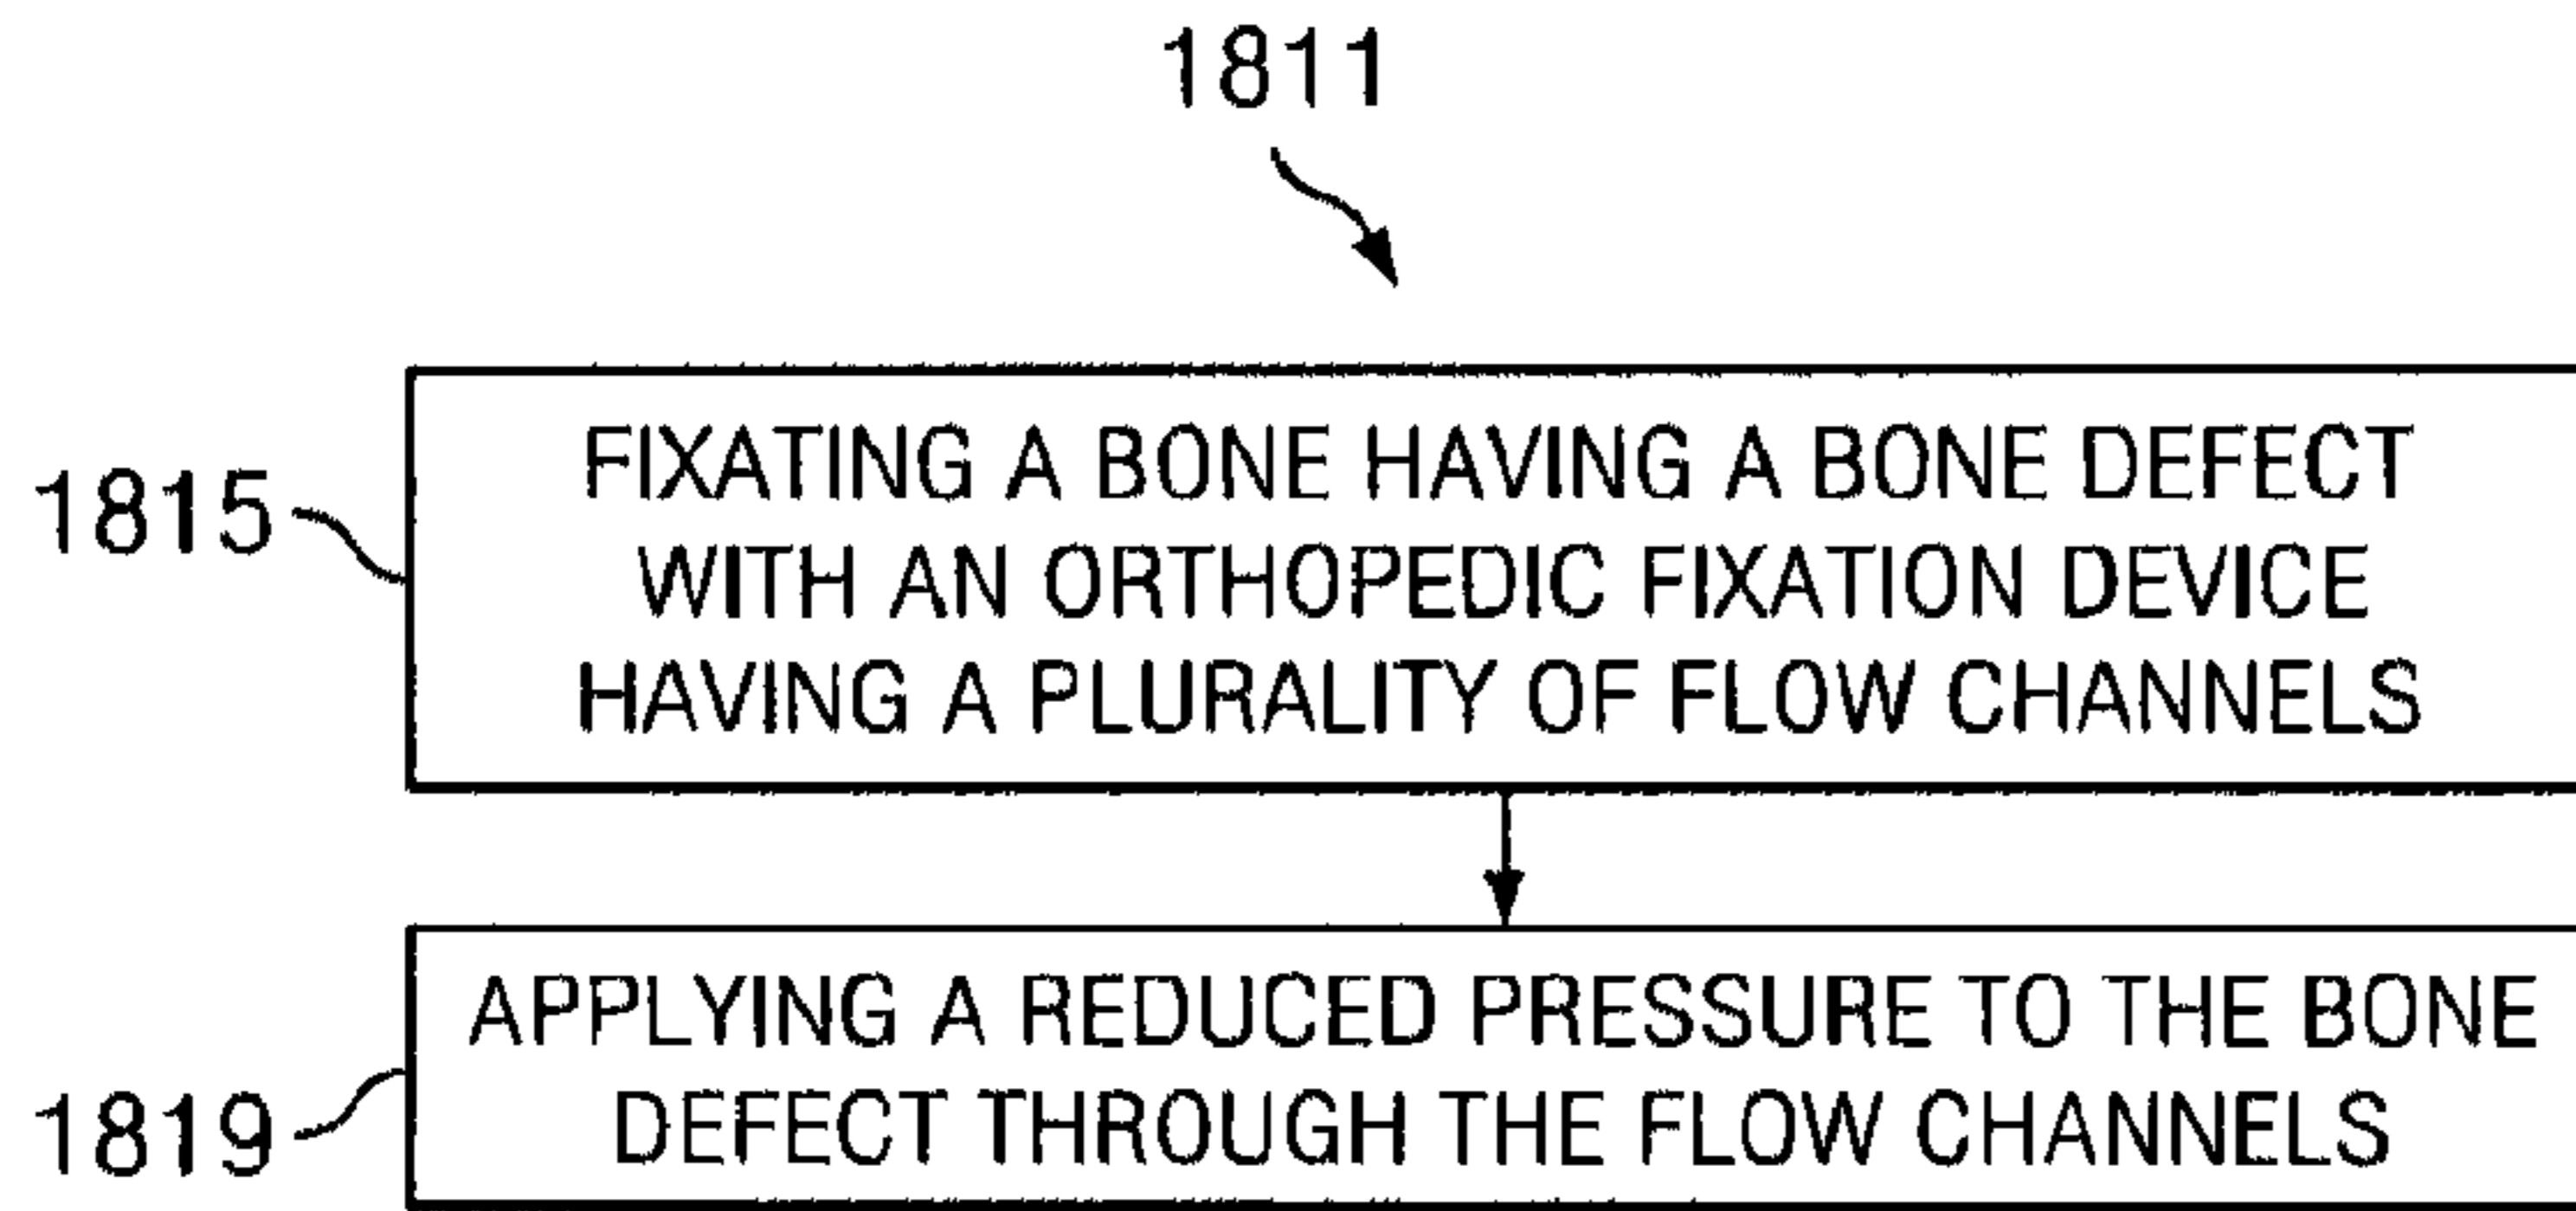 1811
1815
FIXATING A BONE HAVING A BONE DEFECT
WITH AN ORTHOPEDIC FIXATION DEVICE
HAVING A PLURALITY OF FLOW CHANNELS
1819
APPLYING A REDUCED PRESSURE TO THE BONE
DEFECT THROUGH THE FLOW CHANNELS